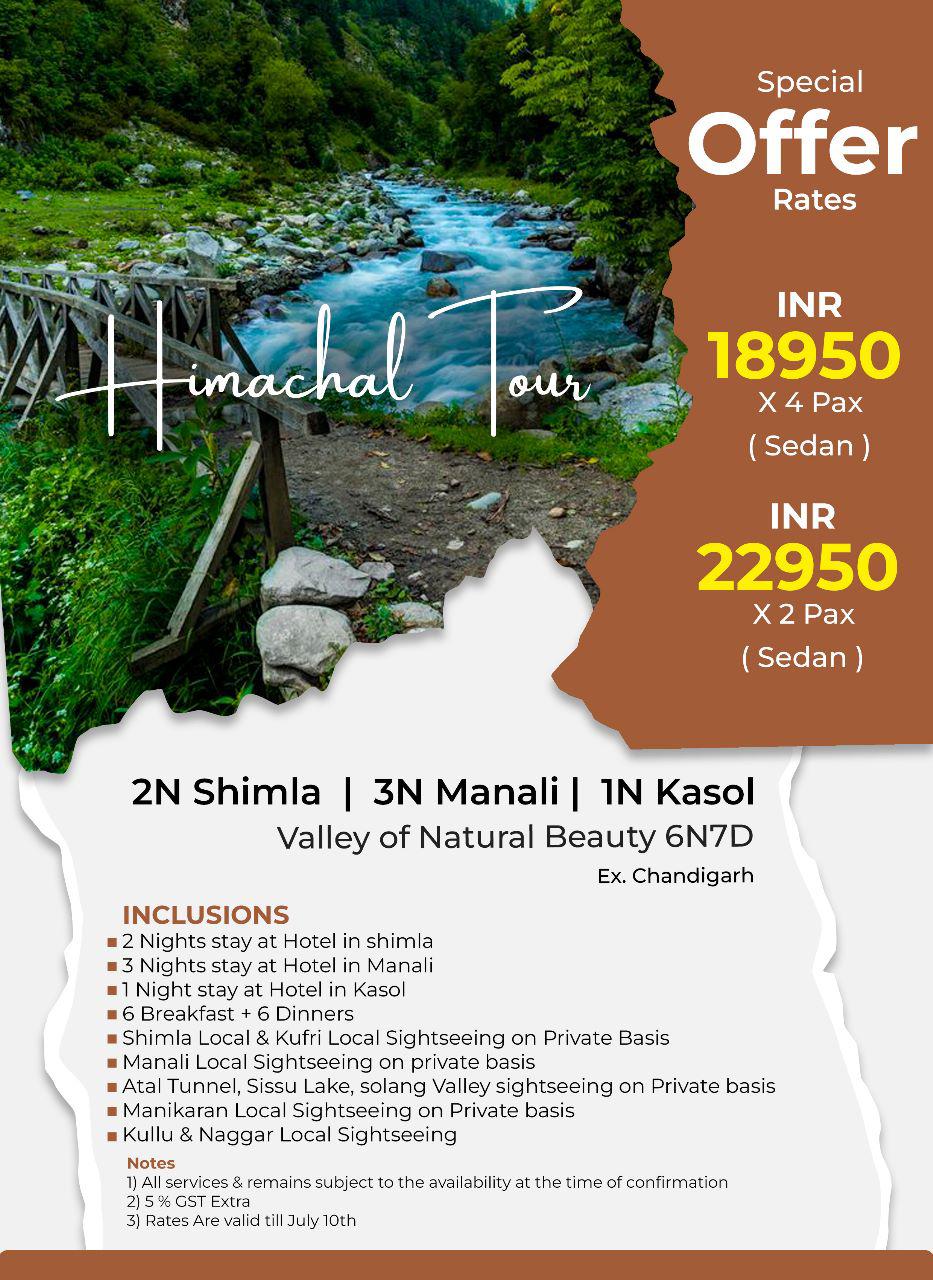 Special
Offer
Rates
Himachal Tour
INR
18950
X 4 Pax
( Sedan )
INR
22950
X 2 Pax
( Sedan )
2N Shimla | 3N Manali | 1N Kasol
Valley of Natural Beauty 6N7D
Ex. Chandigarh
INCLUSIONS
2 Nights stay at Hotel in shimla
3 Nights stay at Hotel in Manali
1 Night stay at Hotel in Kasol
6 Breakfast + 6 Dinners
Shimla Local & Kufri Local Sightseeing on Private Basis
Manali Local Sightseeing on private basis
Atal Tunnel, Sissu Lake, solang Valley sightseeing on Private basis
Manikaran Local Sightseeing on Private basis
Kullu & Naggar Local Sightseeing
Notes
1) All services & remains subject to the availability at the time of confirmation
2) 5 % GST Extra
3) Rates Are valid till July 10th